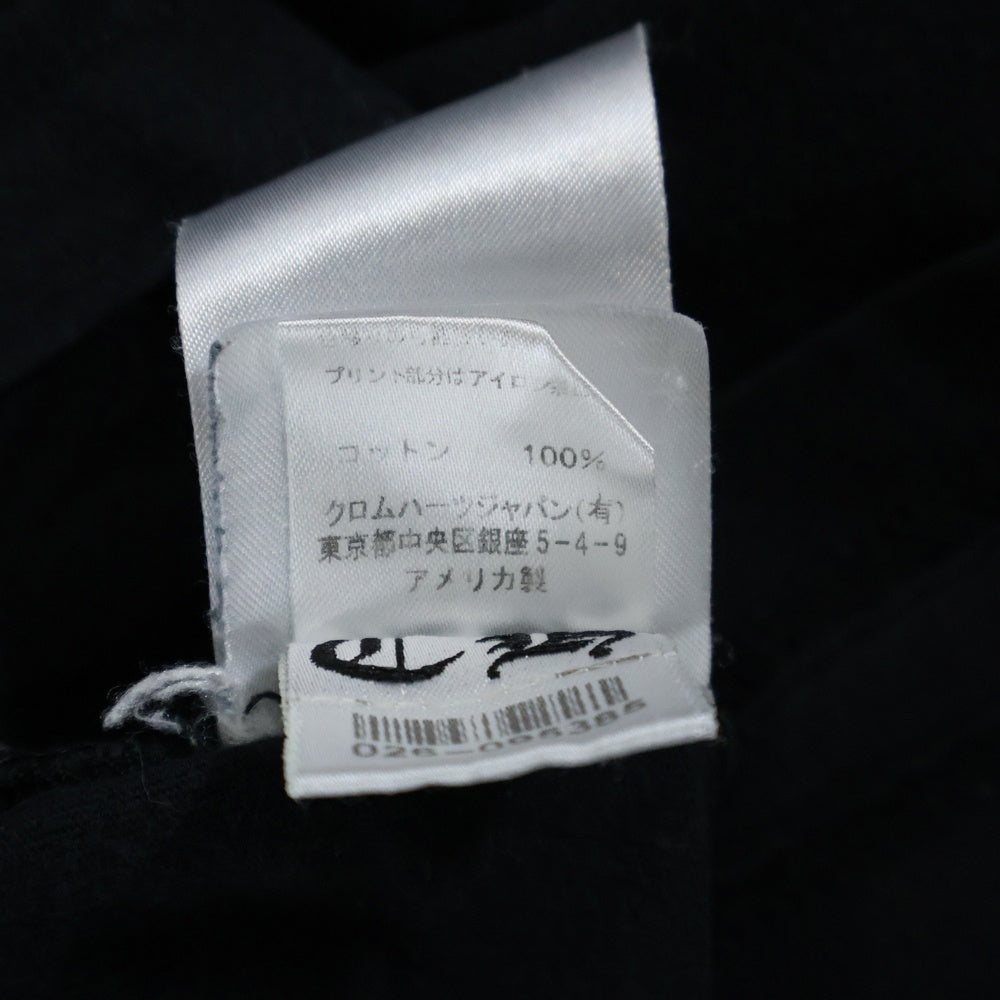 プリント部分はアイロン
コットン 100%
クロムハーツジャパン(有)
東京都中央区銀座5-4-9
アメリカ製
026-095385